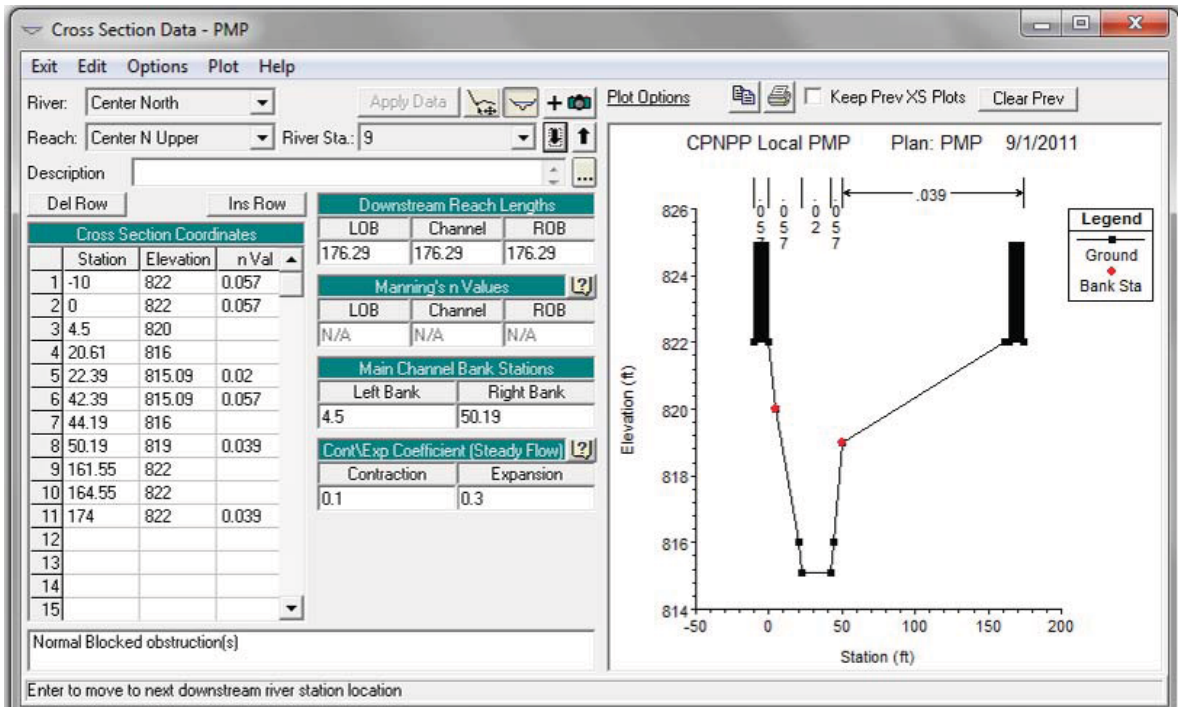 Cross Section Data - PMP
Exit Edit Options Plot Help
River: Center North Apply Data
Plot Options Keep Prev XS Plots Clear Prev
Reach: Center N Upper River Sta.: 9
Description ...
Del Row Ins Row
Cross Section Coordinates
Station Elevation n Val
1 -10 822 0.057
2 0 822 0.057
3 4.5 820
4 20.61 816
5 22.39 815.09 0.02
6 42.39 815.09 0.057
7 44.19 816
8 50.19 819 0.039
9 161.55 822
10 164.55 822
11 174 822 0.039
12
13
14
15
Downstream Reach Lengths
LOB Channel ROB
176.29 176.29 176.29
Manning's n Values
LOB Channel ROB
N/A N/A N/A
Main Channel Bank Stations
Left Bank Right Bank
4.5 50.19
Cont\Exp Coefficient (Steady Flow)
Contraction Expansion
0.1 0.3
Normal Blocked obstruction(s)
Enter to move to next downstream river station location
CPNPP Local PMP Plan: PMP 9/1/2011
.057
.057
.02
.057
.039
Legend
Ground
Bank Sta
826
824
822
820
818
816
814
Elevation (ft)
-50 0 50 100 150 200
Station (ft)